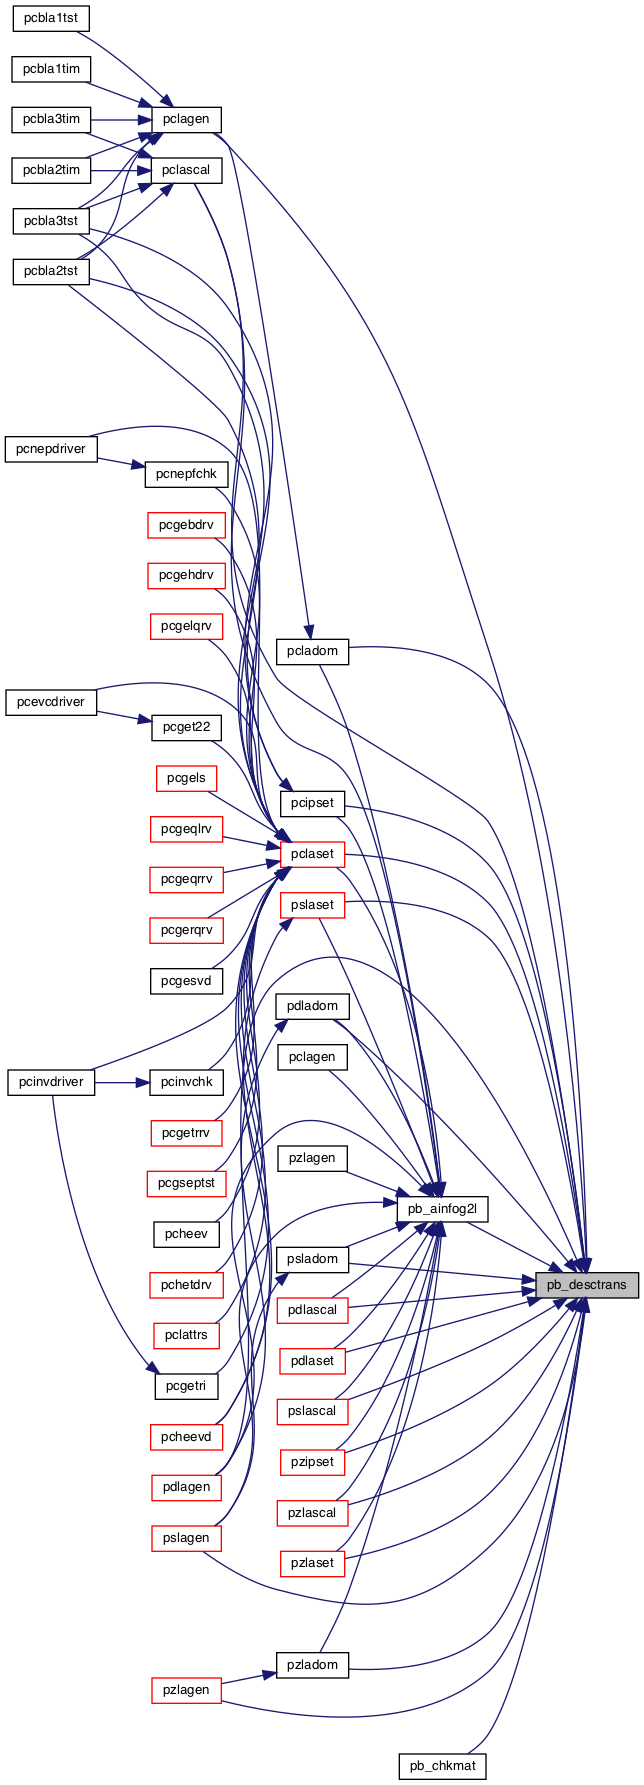 pcbla1tst
pcbla1tim
pcbla3tim
pclagen
pcbla2tim
pclascal
pcbla3tst
pcbla2tst
pcnepdriver
pcnepfchk
pcgebdrv
pcgehdrv
pcgelqrv
pcladom
pcevcdriver
pcget22
pcgels
pcipset
pcgeqlrv
pclaset
pcgeqrrv
pslaset
pcgerqrv
pcgesvd
pdladom
pclagen
pcinvdriver
pcinvchk
pcgetrrv
pzlagen
pcgseptst
pb_ainfog2l
pcheev
psladom
pchetdrv
pb_desctrans
pdlascal
pclattrs
pdlaset
pcgetri
pslascal
pcheevd
pzipset
pdlagen
pzlascal
pslagen
pzlaset
pzladom
pzlagen
pb_chkmat